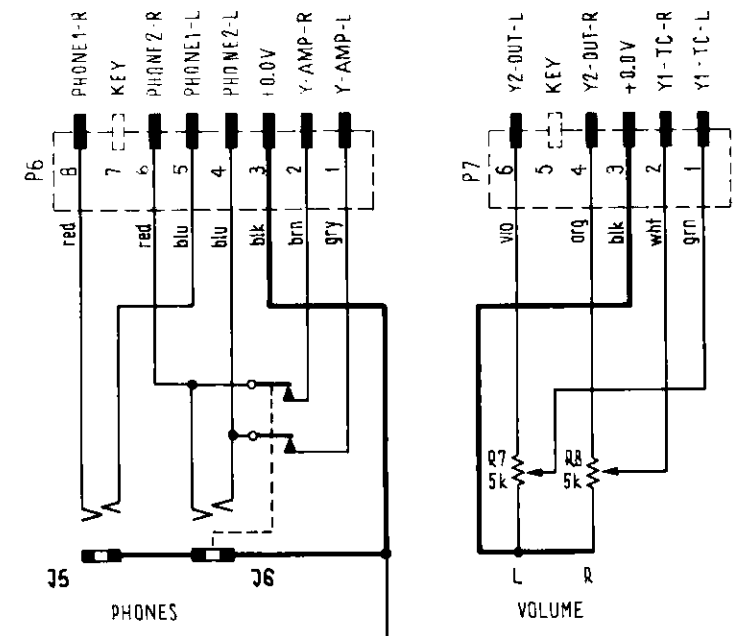 PHONE1-R KEY PHONE2-R PHONE1-L PHONE2-L +0.0V Y-AMP-R Y-AMP-L
P6
8 7 6 5 4 3 2 1
red red blu blu blk brn gry
J5 J6
PHONES
Y2-OUT-L KEY Y2-OUT-R +0.0V Y1-TC-R Y1-TC-L
P7
6 5 4 3 2 1
vio org blk wht grn
R7
5k
R8
5k
L R
VOLUME